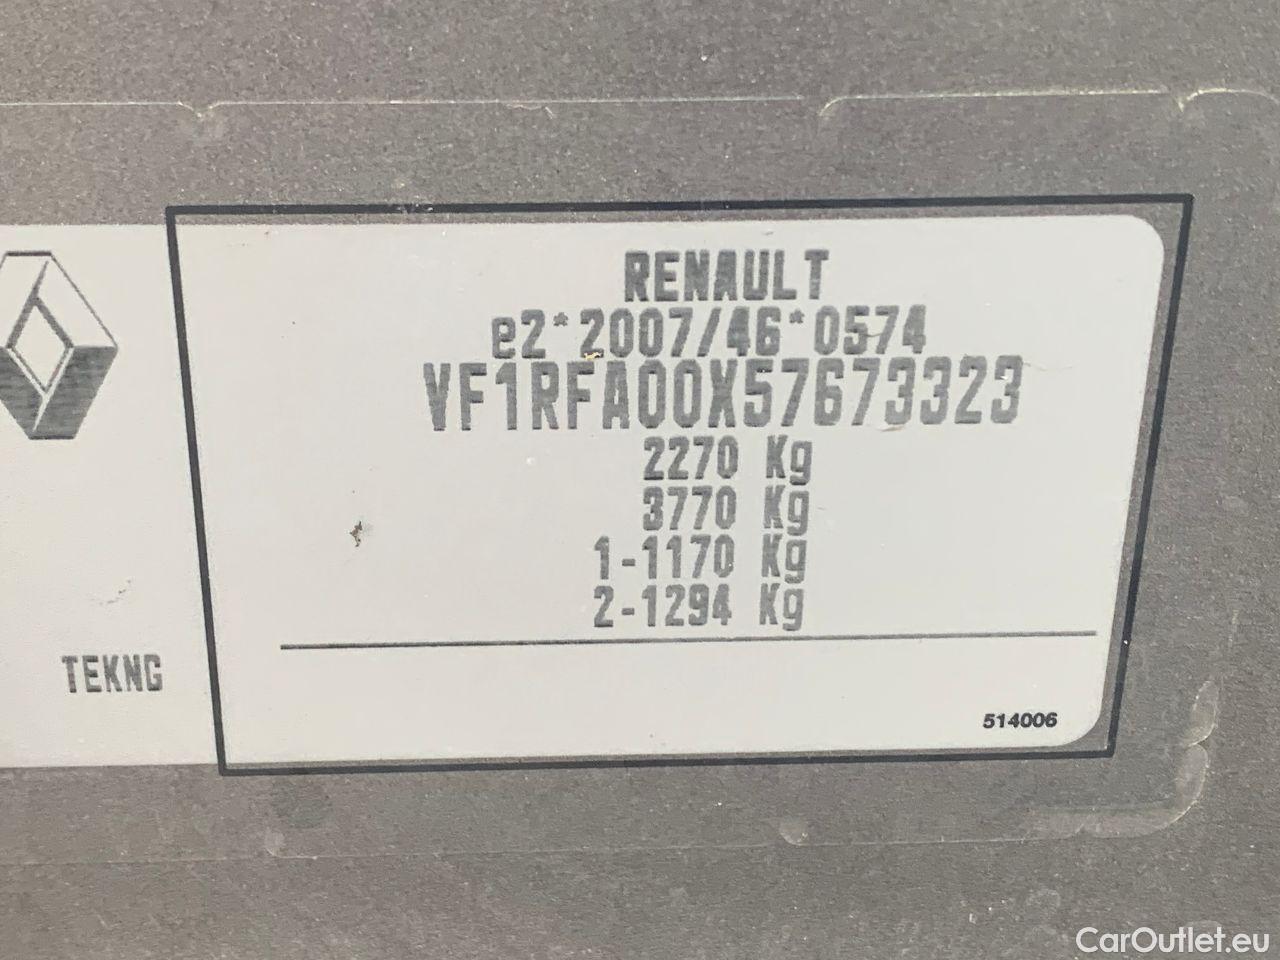 RENAULT
e2*2007/46*0574
VF1RFA00X57673323
2270 Kg
3770 Kg
1-1170 Kg
2-1294 Kg
TEKNG
514006
CarOutlet.eu